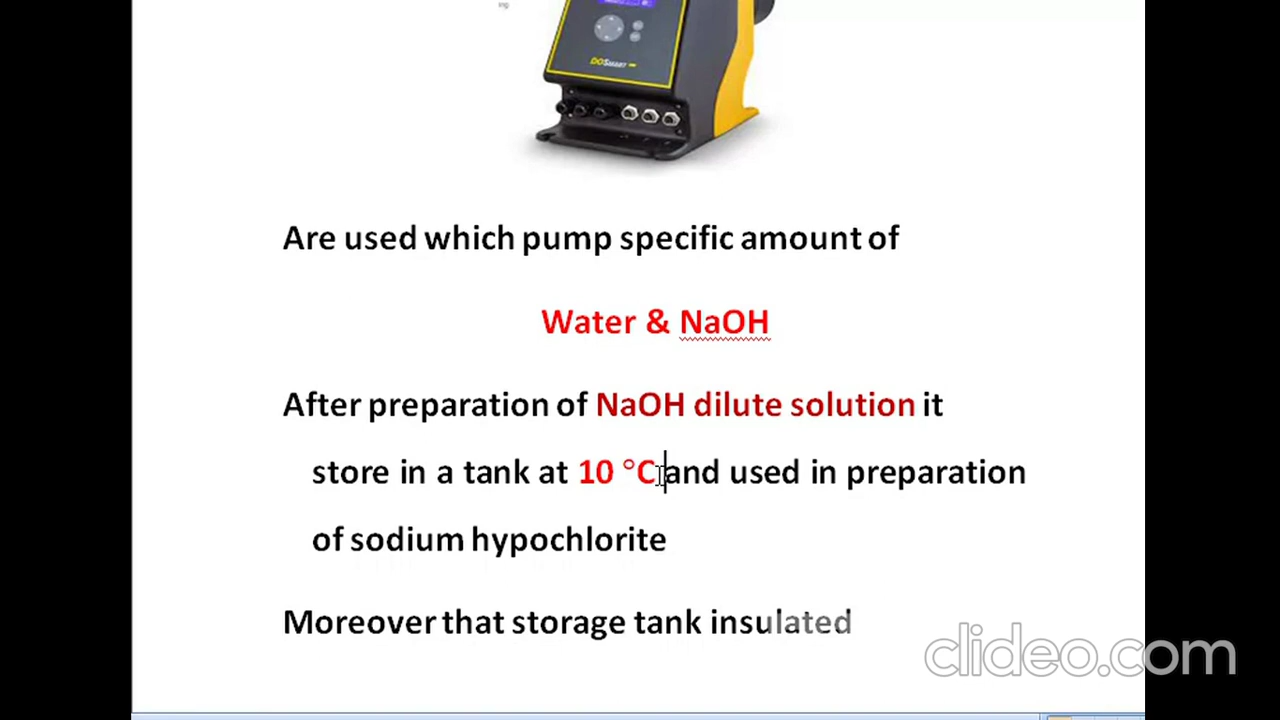 DOSMART
Are used which pump specific amount of
Water & NaOH
After preparation of NaOH dilute solution it
store in a tank at 10 °C and used in preparation
of sodium hypochlorite
Moreover that storage tank insulated
clideo.com